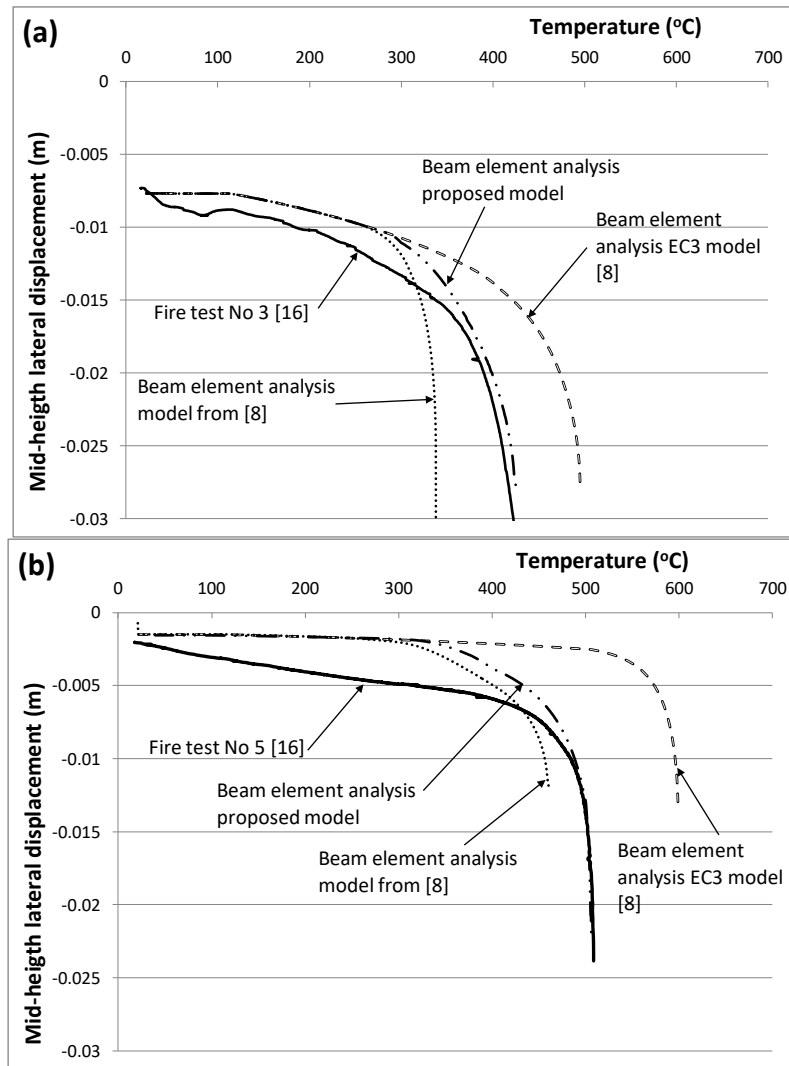 (a)
Temperature (ºC)
0 100 200 300 400 500 600 700
0
-0.005
-0.01
-0.015
-0.02
-0.025
-0.03
Mid-heigth lateral displacement (m)
Beam element analysis
proposed model
Beam element
analysis EC3 model
[8]
Fire test No 3 [16]
Beam element analysis
model from [8]
(b)
Temperature (ºC)
0 100 200 300 400 500 600 700
0
-0.005
-0.01
-0.015
-0.02
-0.025
-0.03
Mid-heigth lateral displacement (m)
Fire test No 5 [16]
Beam element analysis
proposed model
Beam element analysis
model from [8]
Beam element
analysis EC3 model
[8]